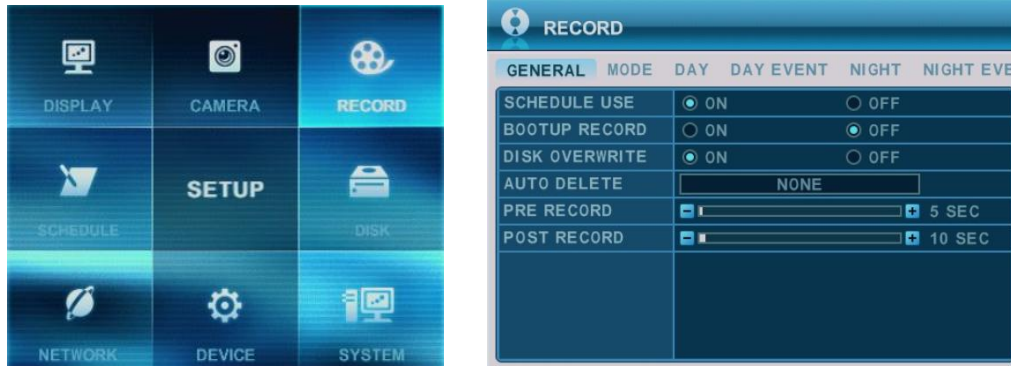 DISPLAY CAMERA RECORD
SCHEDULE SETUP DISK
NETWORK DEVICE SYSTEM
RECORD
GENERAL MODE DAY DAY EVENT NIGHT NIGHT EVE
SCHEDULE USE ON OFF
BOOTUP RECORD ON OFF
DISK OVERWRITE ON OFF
AUTO DELETE NONE
PRE RECORD 5 SEC
POST RECORD 10 SEC